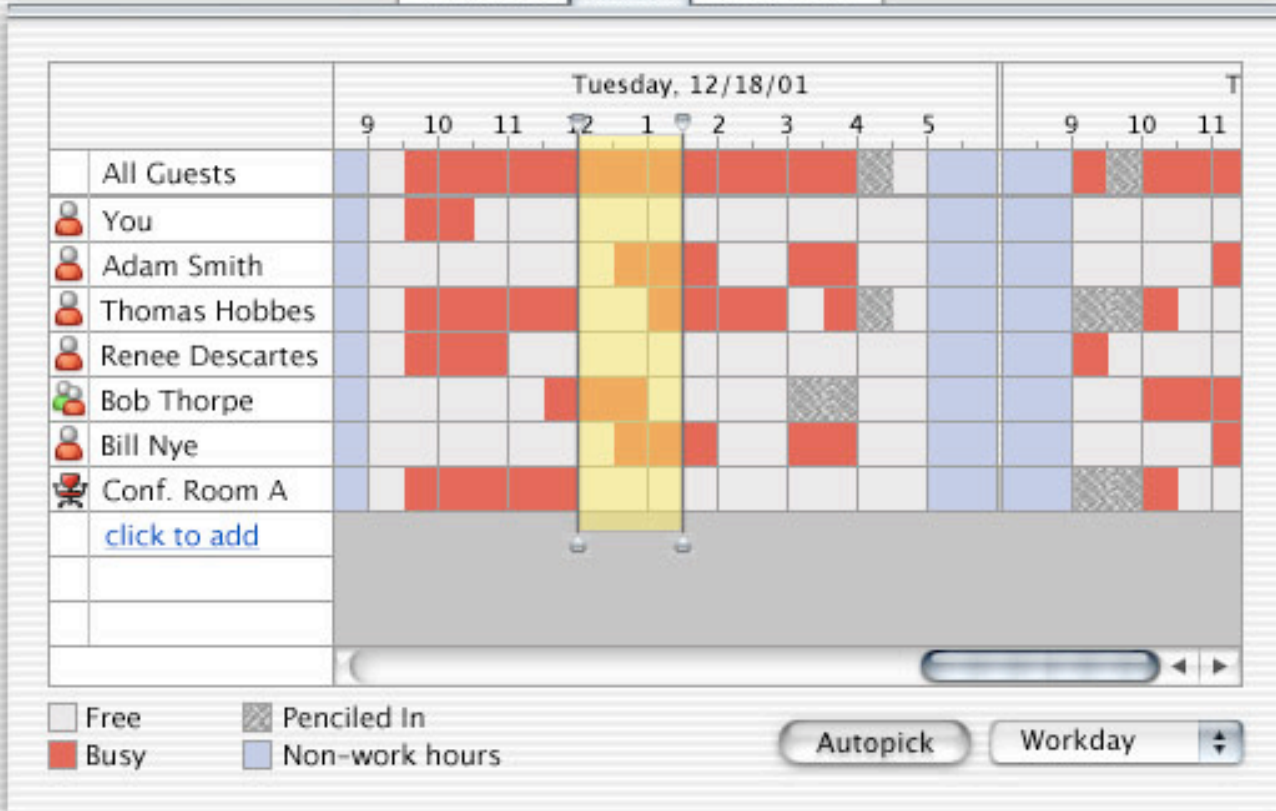 Tuesday, 12/18/01 T
9 10 11 12 1 2 3 4 5 9 10 11
All Guests
You
Adam Smith
Thomas Hobbes
Renee Descartes
Bob Thorpe
Bill Nye
Conf. Room A
click to add
Free Penciled In
Busy Non-work hours
Autopick Workday